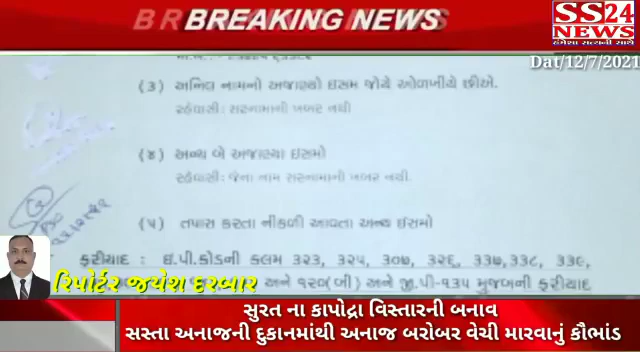 BREAKING NEWS
SS24
NEWS
હંમેશા સત્યની સાથે
Dat/12/7/2021
(૩) અનિલ નામનો અજાણ્યો ઇસમ જોયે ઓળખીયે છીએ.
રહેવાસી: સરનામાની ખબર નથી
(૪) અન્ય બે અજાણ્યા ઇસમો
રહેવાસી: જેના નામ સરનામાની ખબર નથી.
(૫) તપાસ કરતા નીકળી આવતા અન્ય ઇસમો
ફરીયાદ : ઇ.પી.કોડની કલમ ૩૨૩, ૩૨૫, ૩૦૭, ૩૨૬, ૩૩૭,૩૩૮, ૩૩૯,
અને ૧૨૦(બી) અને જી.પી-૧૩૫ મુજબની ફરીયાદ
રિપોર્ટર જયેશ દરબાર
સુરત ના કાપોદ્રા વિસ્તારની બનાવ
સસ્તા અનાજની દુકાનમાંથી અનાજ બરોબર વેચી મારવાનું કૌભાંડ